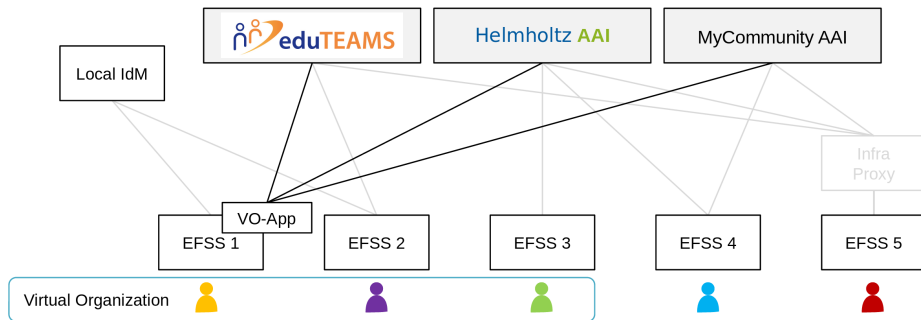 eduTEAMS
Helmholtz AAI
MyCommunity AAI
Local IdM
Infra
Proxy
VO-App
EFSS 1
EFSS 2
EFSS 3
EFSS 4
EFSS 5
Virtual Organization